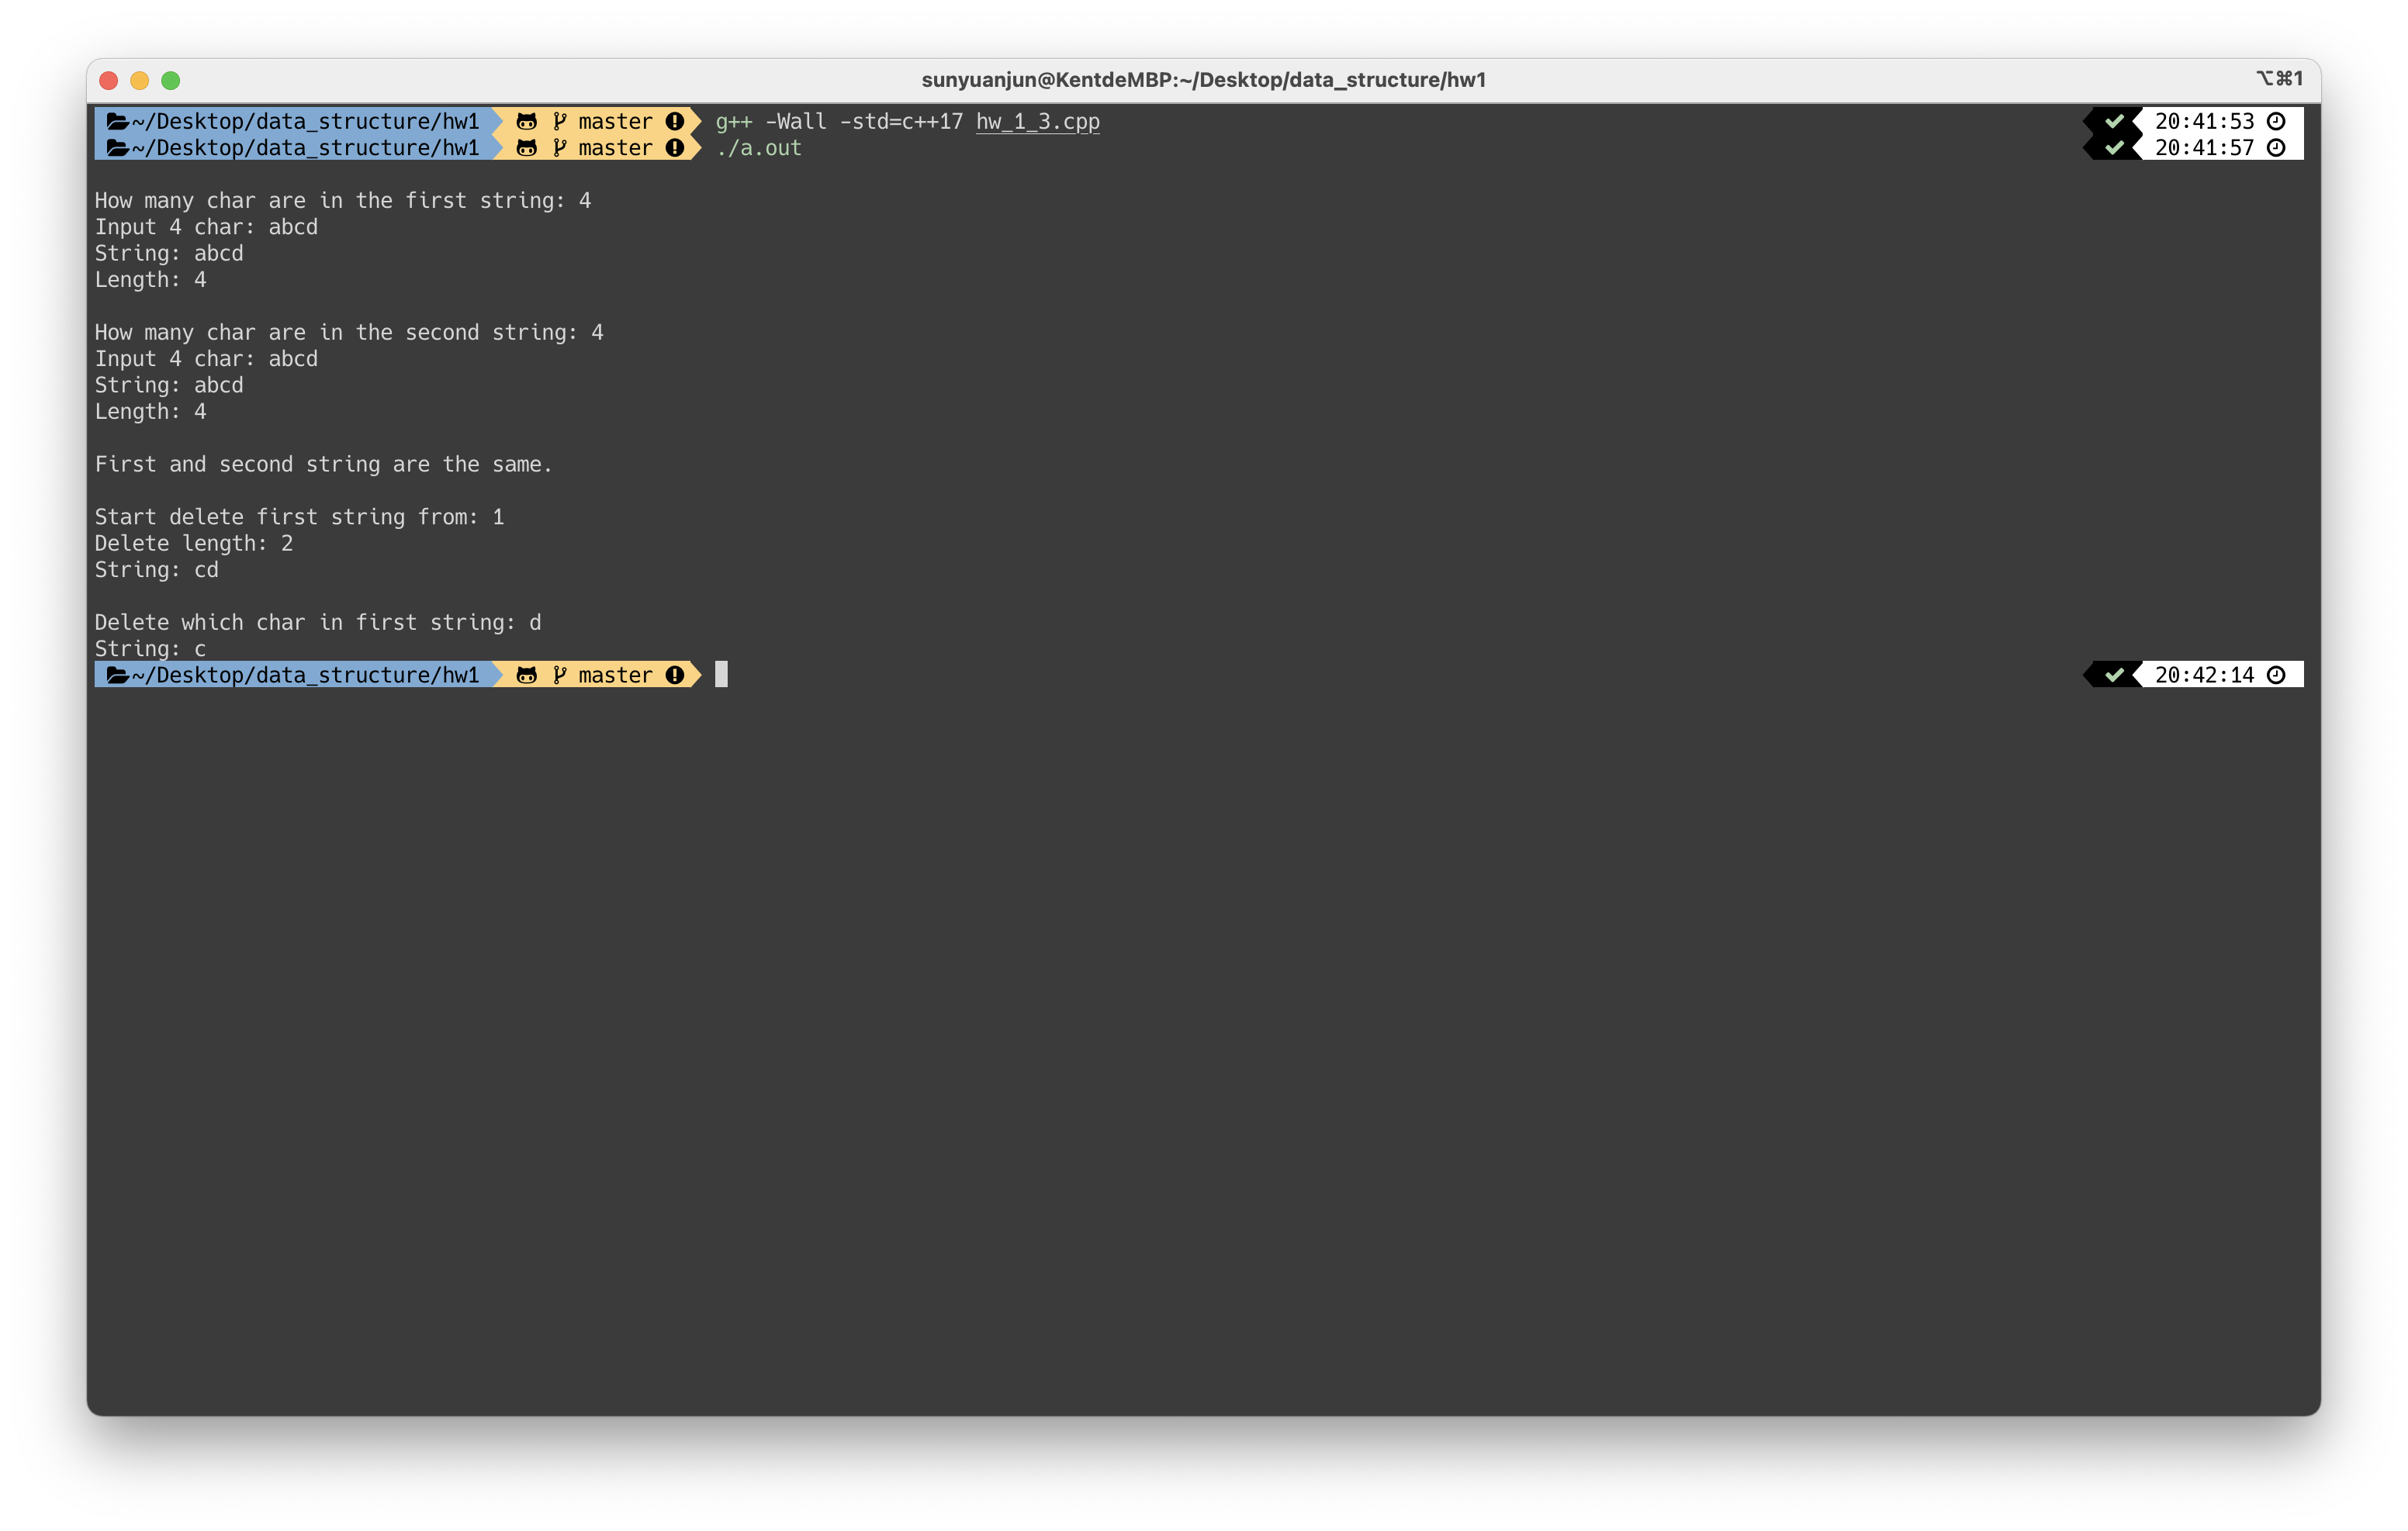 sunyuanjun@KentdeMBP:~/Desktop/data_structure/hw1 ⌥⌘1
~/Desktop/data_structure/hw1 master g++ -Wall -std=c++17 hw_1_3.cpp 20:41:53
~/Desktop/data_structure/hw1 master ./a.out 20:41:57
How many char are in the first string: 4
Input 4 char: abcd
String: abcd
Length: 4
How many char are in the second string: 4
Input 4 char: abcd
String: abcd
Length: 4
First and second string are the same.
Start delete first string from: 1
Delete length: 2
String: cd
Delete which char in first string: d
String: c
~/Desktop/data_structure/hw1 master 20:42:14